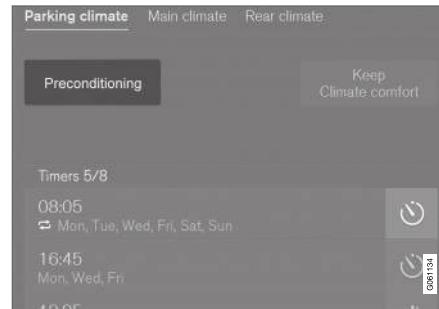 Parking climate Main climate Rear climate
Preconditioning
Keep
Climate comfort
Timers 5/8
08:05
Mon, Tue, Wed, Fri, Sat, Sun
16:45
Mon, Wed, Fri
G061134